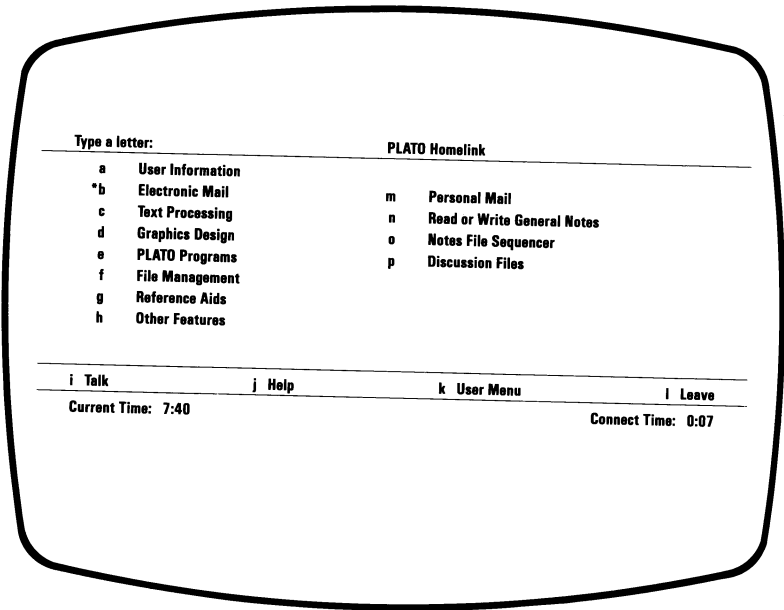 Type a letter: PLATO Homelink
a User Information
*b Electronic Mail
c Text Processing
d Graphics Design
e PLATO Programs
f File Management
g Reference Aids
h Other Features
m Personal Mail
n Read or Write General Notes
o Notes File Sequencer
p Discussion Files
i Talk j Help k User Menu l Leave
Current Time: 7:40 Connect Time: 0:07